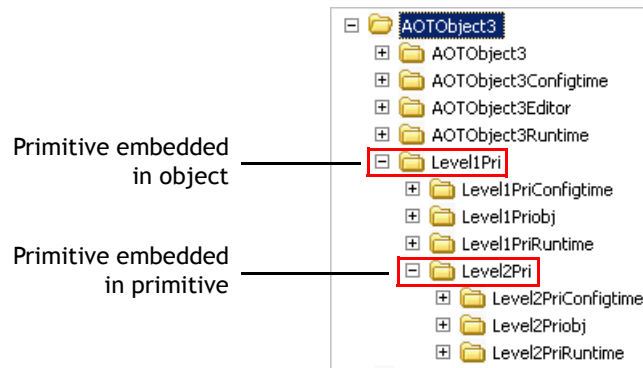 AOTObject3
AOTObject3
AOTObject3Configtime
AOTObject3Editor
AOTObject3Runtime
Primitive embedded
in object
Level1Pri
Level1PriConfigtime
Level1Priobj
Level1PriRuntime
Primitive embedded
in primitive
Level2Pri
Level2PriConfigtime
Level2Priobj
Level2PriRuntime